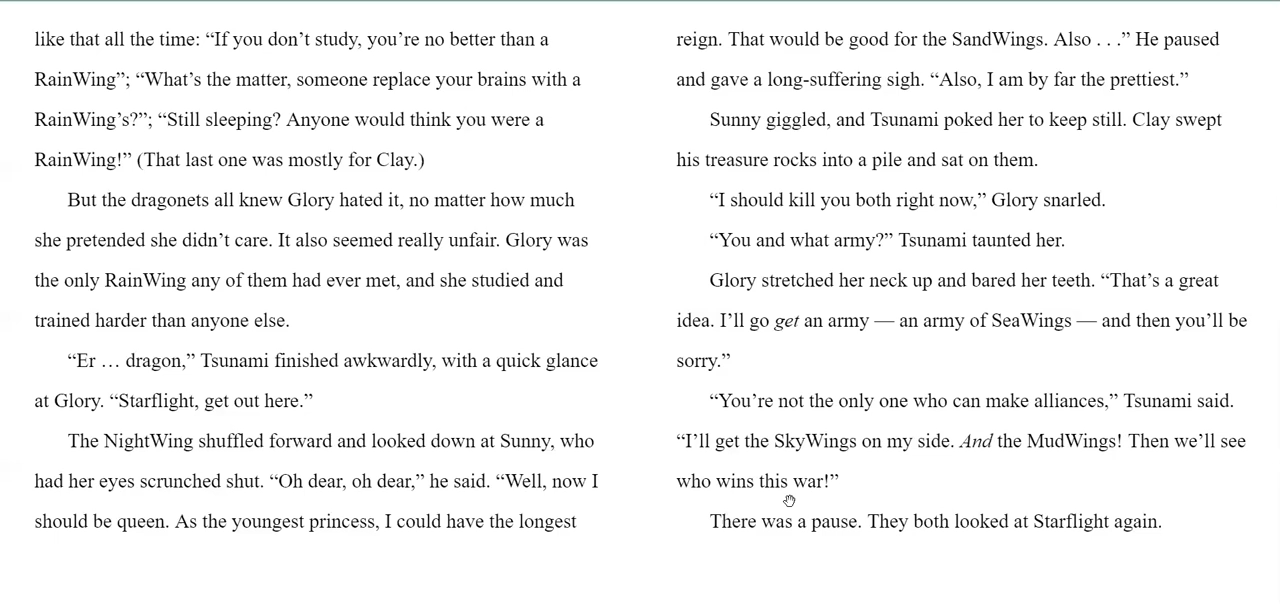 like that all the time: “If you don’t study, you’re no better than a
RainWing”; “What’s the matter, someone replace your brains with a
RainWing’s?”; “Still sleeping? Anyone would think you were a
RainWing!” (That last one was mostly for Clay.)
But the dragonets all knew Glory hated it, no matter how much
she pretended she didn’t care. It also seemed really unfair. Glory was
the only RainWing any of them had ever met, and she studied and
trained harder than anyone else.
“Er … dragon,” Tsunami finished awkwardly, with a quick glance
at Glory. “Starflight, get out here.”
The NightWing shuffled forward and looked down at Sunny, who
had her eyes scrunched shut. “Oh dear, oh dear,” he said. “Well, now I
should be queen. As the youngest princess, I could have the longest
reign. That would be good for the SandWings. Also . . .” He paused
and gave a long-suffering sigh. “Also, I am by far the prettiest.”
Sunny giggled, and Tsunami poked her to keep still. Clay swept
his treasure rocks into a pile and sat on them.
“I should kill you both right now,” Glory snarled.
“You and what army?” Tsunami taunted her.
Glory stretched her neck up and bared her teeth. “That’s a great
idea. I’ll go get an army — an army of SeaWings — and then you’ll be
sorry.”
“You’re not the only one who can make alliances,” Tsunami said.
“I’ll get the SkyWings on my side. And the MudWings! Then we’ll see
who wins this war!”
There was a pause. They both looked at Starflight again.